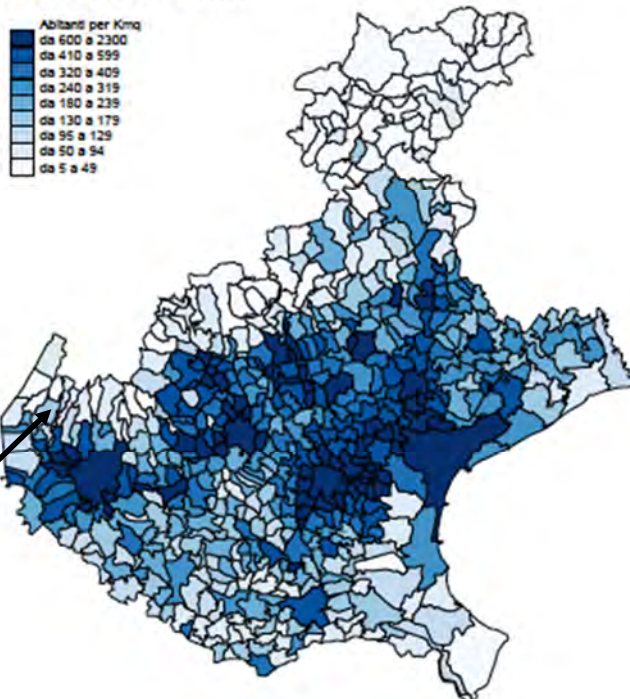 Abitanti per Kmq
da 600 a 2300
da 410 a 599
da 320 a 409
da 240 a 319
da 180 a 239
da 130 a 179
da 95 a 129
da 50 a 94
da 5 a 49